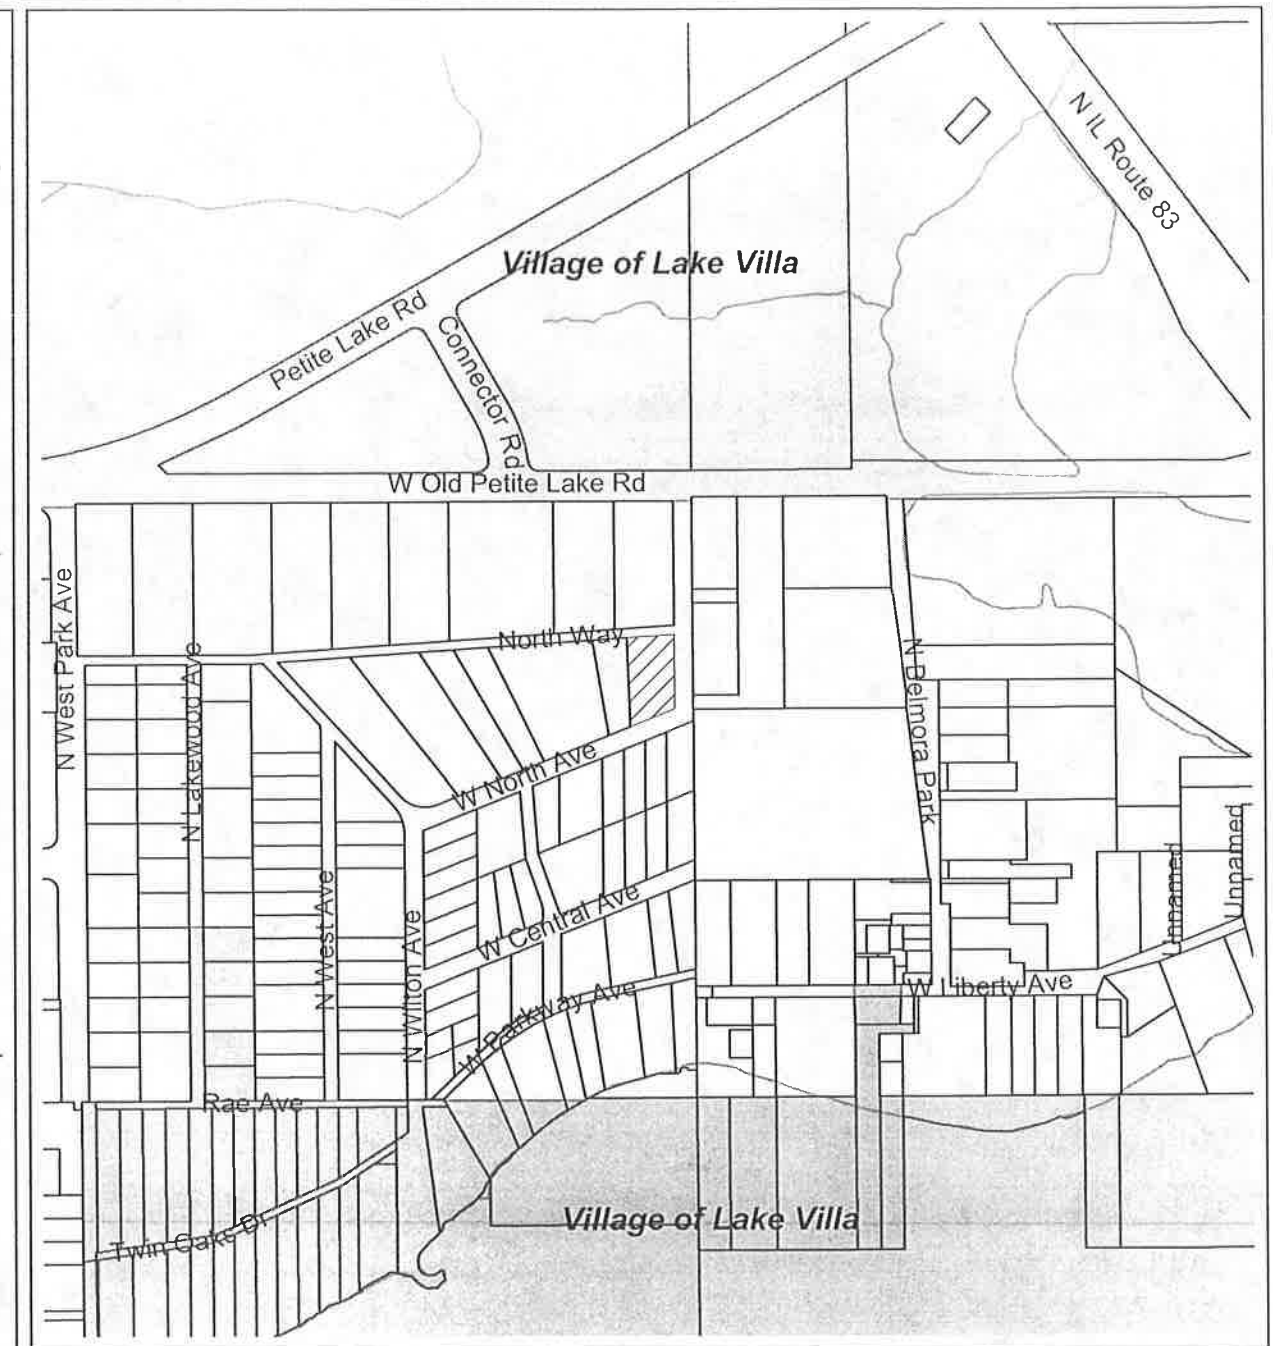 N IL Route 83
Village of Lake Villa
Petite Lake Rd
Connector Rd
W Old Petite Lake Rd
N West Park Ave
North Way
N Lakewood Ave
N Belmora Park
W North Ave
Unnamed
Unnamed
N West Ave
N Wilton Ave
W Central Ave
W Parkway Ave
W Liberty Ave
Rae Ave
Village of Lake Villa
Twin Oaks Dr